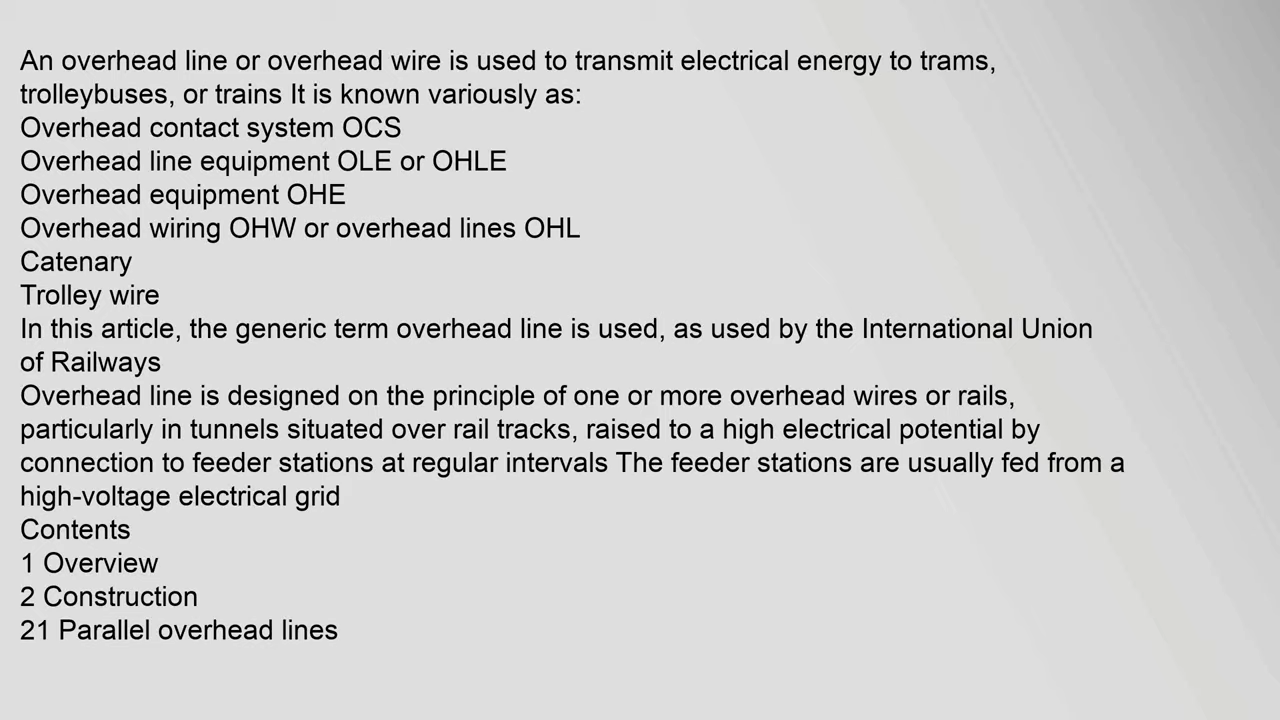 An overhead line or overhead wire is used to transmit electrical energy to trams,
trolleybuses, or trains It is known variously as:
Overhead contact system OCS
Overhead line equipment OLE or OHLE
Overhead equipment OHE
Overhead wiring OHW or overhead lines OHL
Catenary
Trolley wire
In this article, the generic term overhead line is used, as used by the International Union
of Railways
Overhead line is designed on the principle of one or more overhead wires or rails,
particularly in tunnels situated over rail tracks, raised to a high electrical potential by
connection to feeder stations at regular intervals The feeder stations are usually fed from a
high-voltage electrical grid
Contents
1 Overview
2 Construction
21 Parallel overhead lines